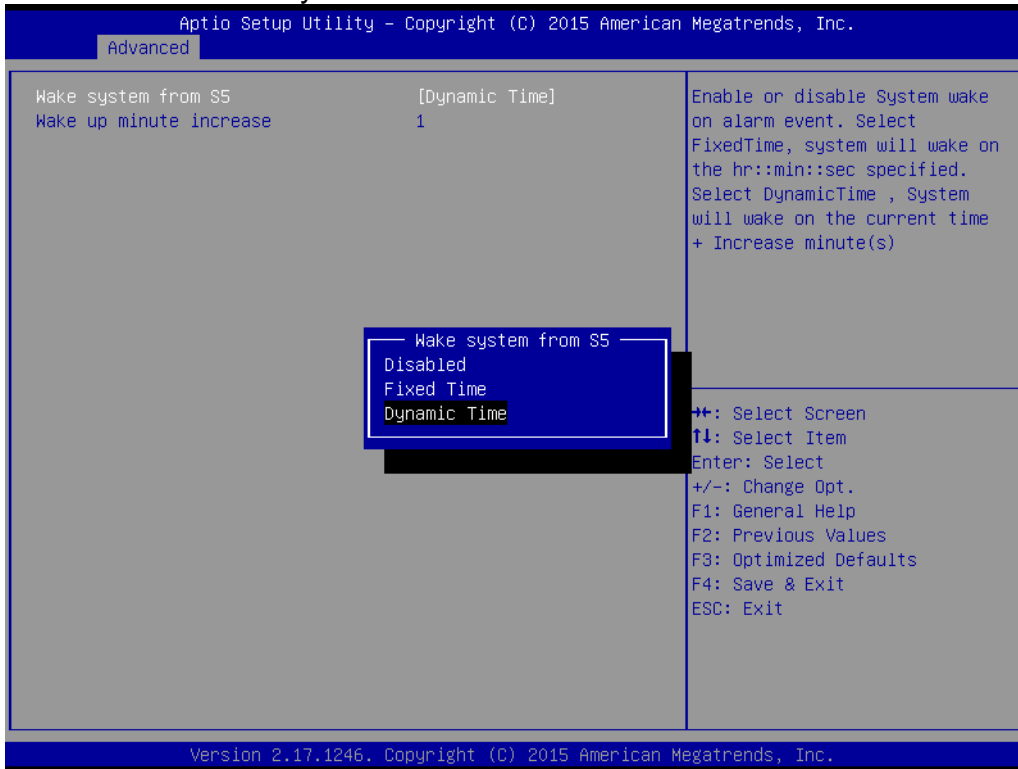 Aptio Setup Utility – Copyright (C) 2015 American Megatrends, Inc.
Advanced
Wake system from S5 [Dynamic Time]
Wake up minute increase 1
Enable or disable System wake
on alarm event. Select
FixedTime, system will wake on
the hr::min::sec specified.
Select DynamicTime , System
will wake on the current time
+ Increase minute(s)
Wake system from S5
Disabled
Fixed Time
Dynamic Time
→←: Select Screen
↑↓: Select Item
Enter: Select
+/-: Change Opt.
F1: General Help
F2: Previous Values
F3: Optimized Defaults
F4: Save & Exit
ESC: Exit
Version 2.17.1246. Copyright (C) 2015 American Megatrends, Inc.